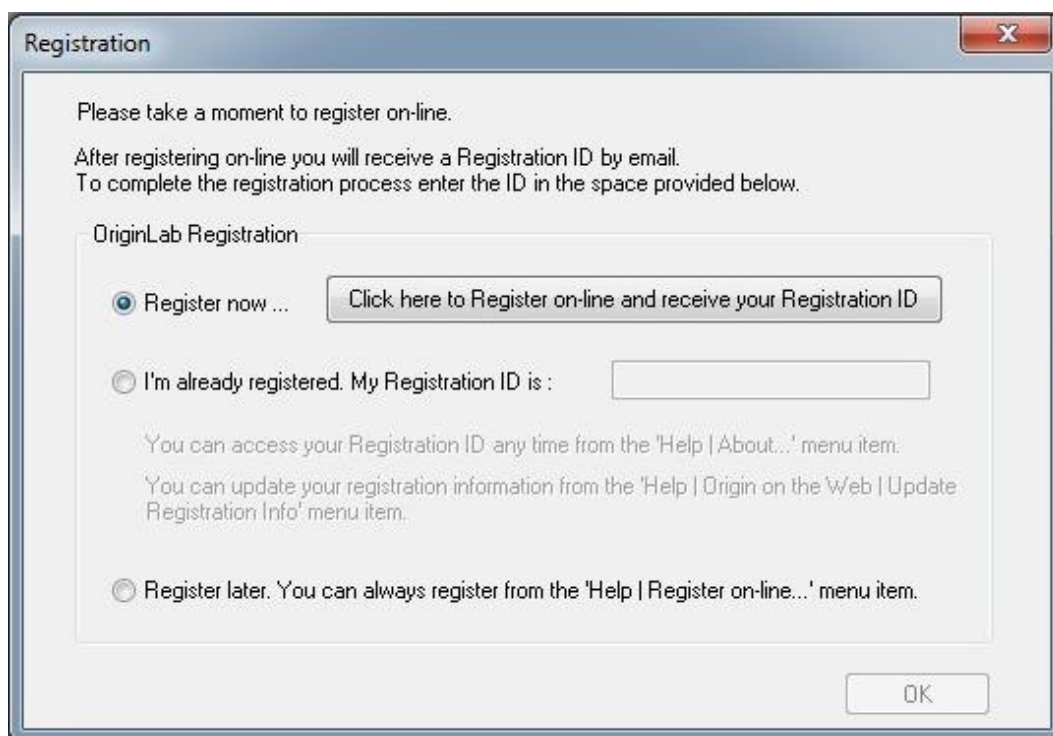 Registration
Please take a moment to register on-line.
After registering on-line you will receive a Registration ID by email.
To complete the registration process enter the ID in the space provided below.
OriginLab Registration
Register now ...
Click here to Register on-line and receive your Registration ID
I'm already registered. My Registration ID is :
You can access your Registration ID any time from the 'Help | About...' menu item.
You can update your registration information from the 'Help | Origin on the Web | Update
Registration Info' menu item.
Register later. You can always register from the 'Help | Register on-line...' menu item.
OK